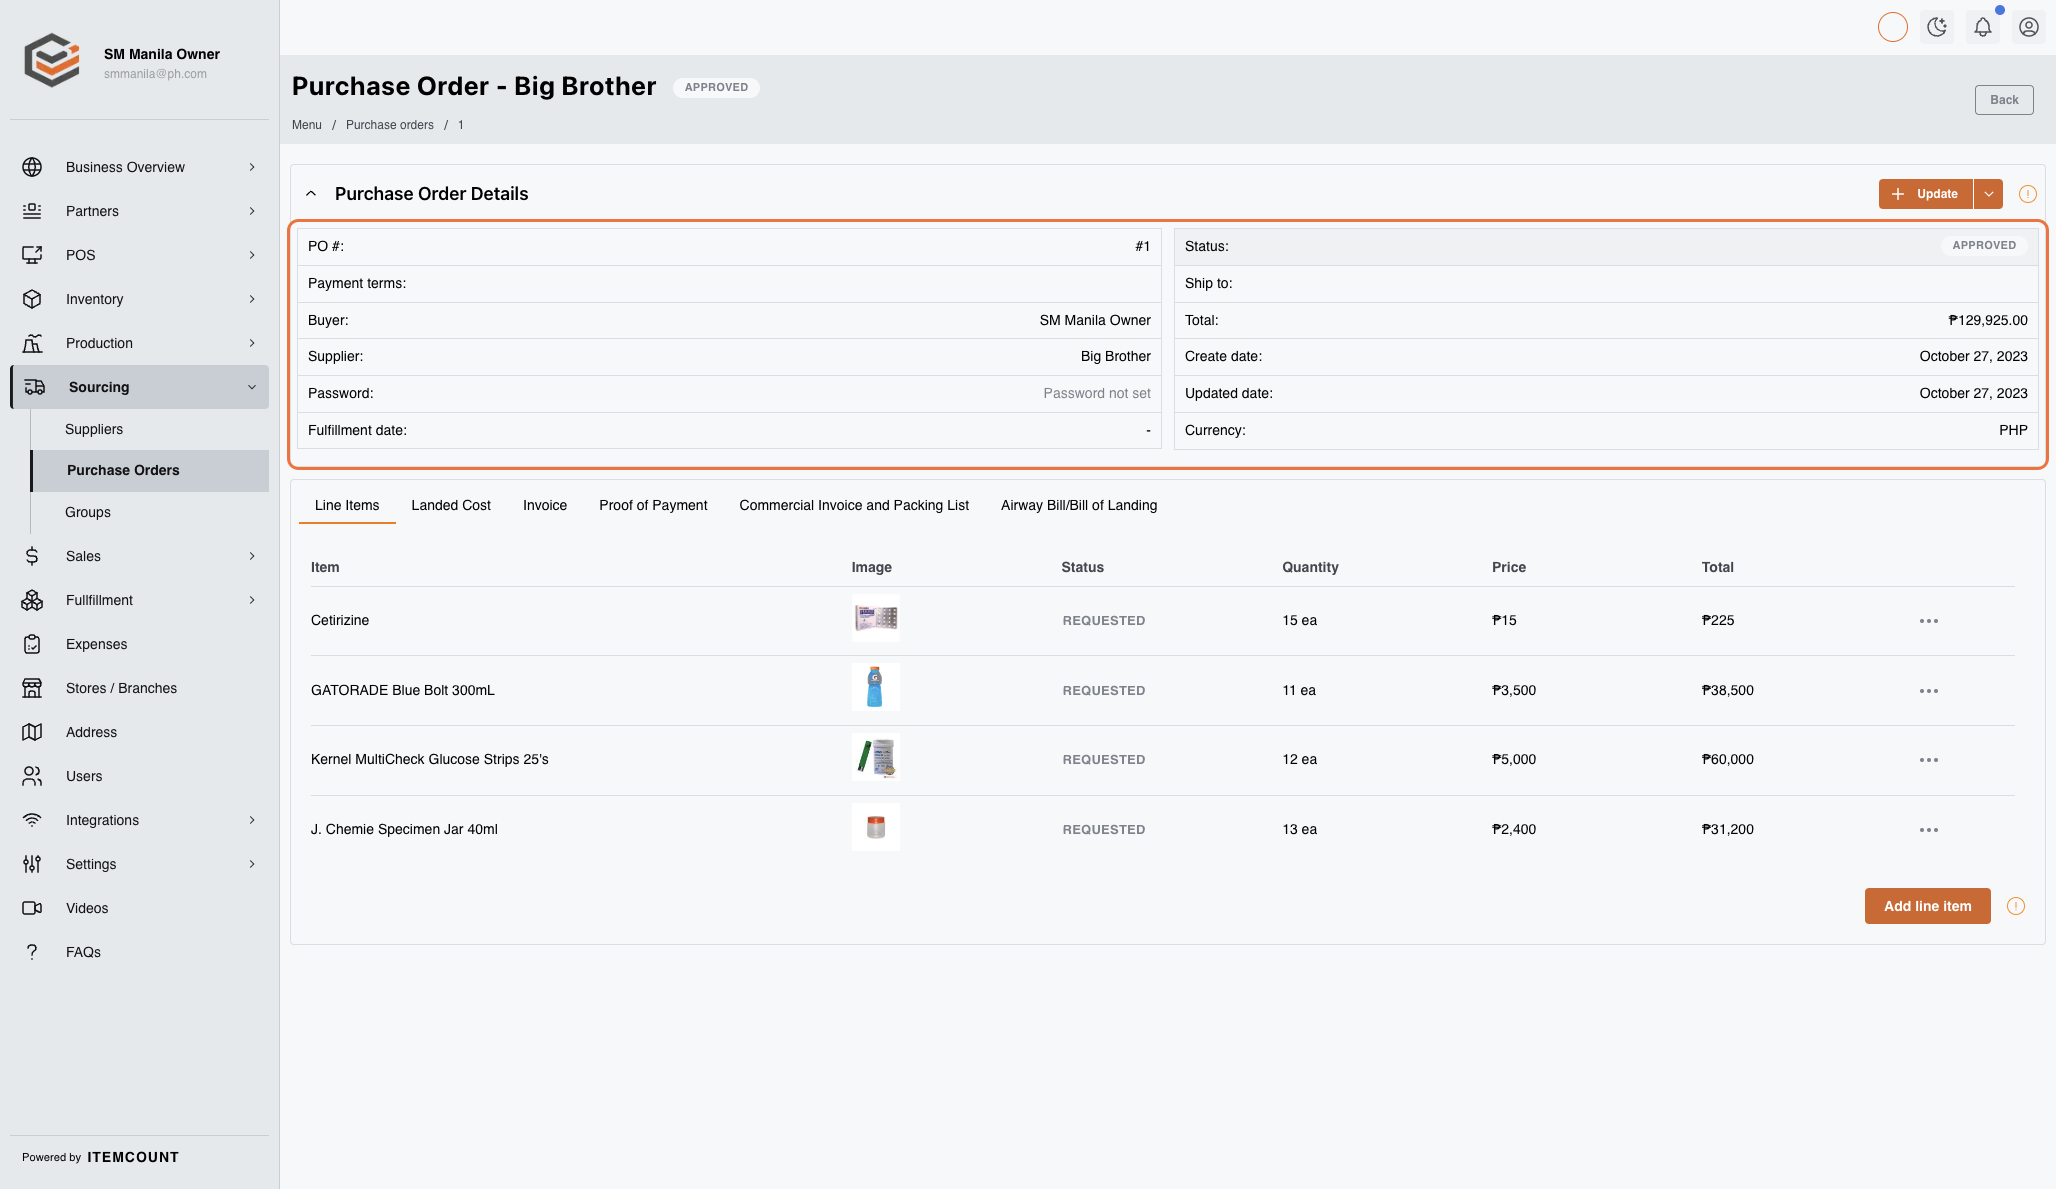 SM Manila Owner
smmanila@ph.com
Business Overview
Partners
POS
Inventory
Production
Sourcing
Suppliers
Purchase Orders
Groups
Sales
Fullfillment
Expenses
Stores / Branches
Address
Users
Integrations
Settings
Videos
FAQs
Powered by ITEMCOUNT
Purchase Order - Big Brother APPROVED
Back
Menu / Purchase orders / 1
Purchase Order Details
Update
PO #: #1
Payment terms:
Buyer: SM Manila Owner
Supplier: Big Brother
Password: Password not set
Fulfillment date: -
Status: APPROVED
Ship to:
Total: ₱129,925.00
Create date: October 27, 2023
Updated date: October 27, 2023
Currency: PHP
Line Items Landed Cost Invoice Proof of Payment Commercial Invoice and Packing List Airway Bill/Bill of Landing
Item Image Status Quantity Price Total
Cetirizine REQUESTED 15 ea ₱15 ₱225
GATORADE Blue Bolt 300mL REQUESTED 11 ea ₱3,500 ₱38,500
Kernel MultiCheck Glucose Strips 25's REQUESTED 12 ea ₱5,000 ₱60,000
J. Chemie Specimen Jar 40ml REQUESTED 13 ea ₱2,400 ₱31,200
Add line item